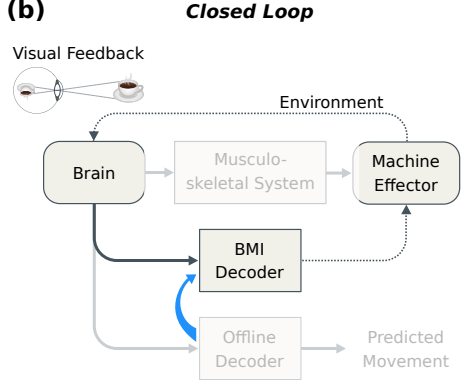 (b)
Closed Loop
Visual Feedback
Environment
Brain
Musculo-
skeletal System
Machine
Effector
BMI
Decoder
Offline
Decoder
Predicted
Movement